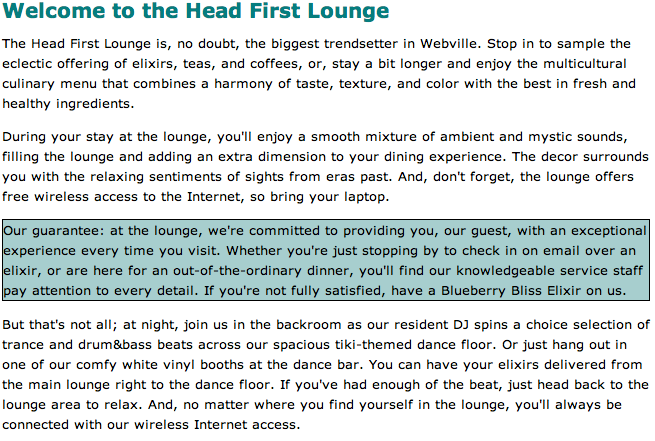 Welcome to the Head First Lounge
The Head First Lounge is, no doubt, the biggest trendsetter in Webville. Stop in to sample the
eclectic offering of elixirs, teas, and coffees, or, stay a bit longer and enjoy the multicultural
culinary menu that combines a harmony of taste, texture, and color with the best in fresh and
healthy ingredients.
During your stay at the lounge, you'll enjoy a smooth mixture of ambient and mystic sounds,
filling the lounge and adding an extra dimension to your dining experience. The decor surrounds
you with the relaxing sentiments of sights from eras past. And, don't forget, the lounge offers
free wireless access to the Internet, so bring your laptop.
Our guarantee: at the lounge, we're committed to providing you, our guest, with an exceptional
experience every time you visit. Whether you're just stopping by to check in on email over an
elixir, or are here for an out-of-the-ordinary dinner, you'll find our knowledgeable service staff
pay attention to every detail. If you're not fully satisfied, have a Blueberry Bliss Elixir on us.
But that's not all; at night, join us in the backroom as our resident DJ spins a choice selection of
trance and drum&bass beats across our spacious tiki-themed dance floor. Or just hang out in
one of our comfy white vinyl booths at the dance bar. You can have your elixirs delivered from
the main lounge right to the dance floor. If you've had enough of the beat, just head back to the
lounge area to relax. And, no matter where you find yourself in the lounge, you'll always be
connected with our wireless Internet access.